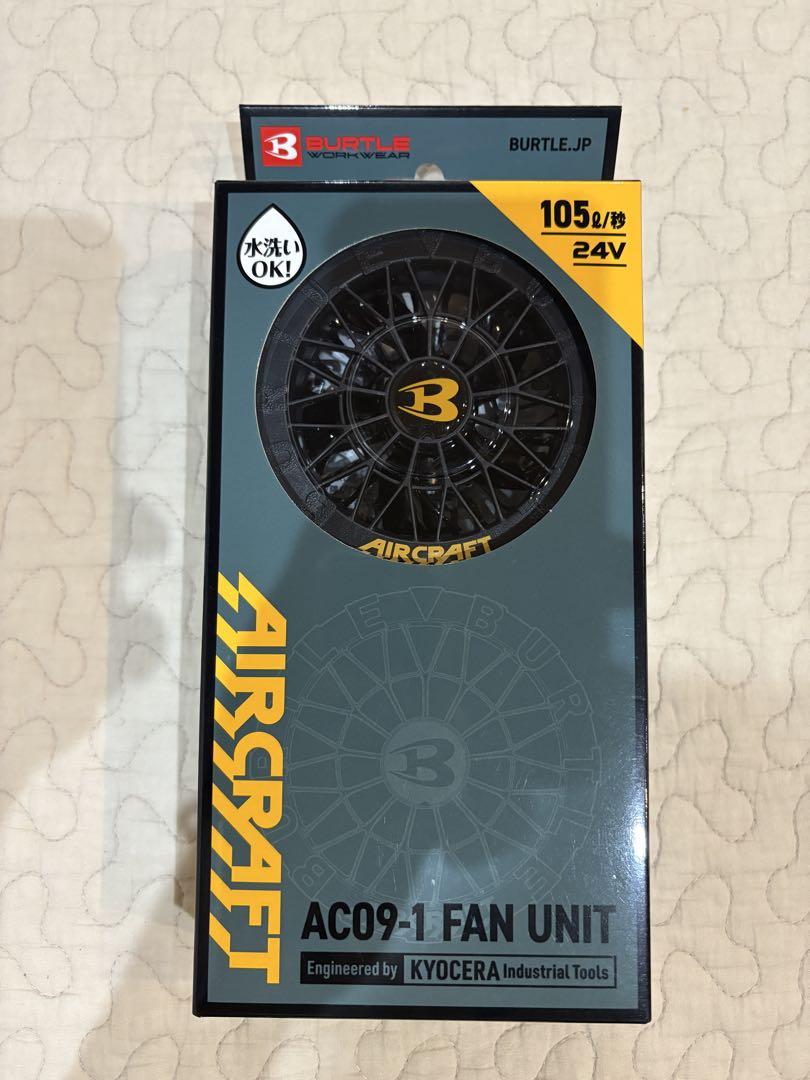 BURTLE
WORKWEAR
BURTLE.JP
水洗い
OK!
105ℓ/秒
24V
B
AIRCRAFT
AIRCRAFT
BURTLE
B
AC09-1 FAN UNIT
Engineered by KYOCERA Industrial Tools